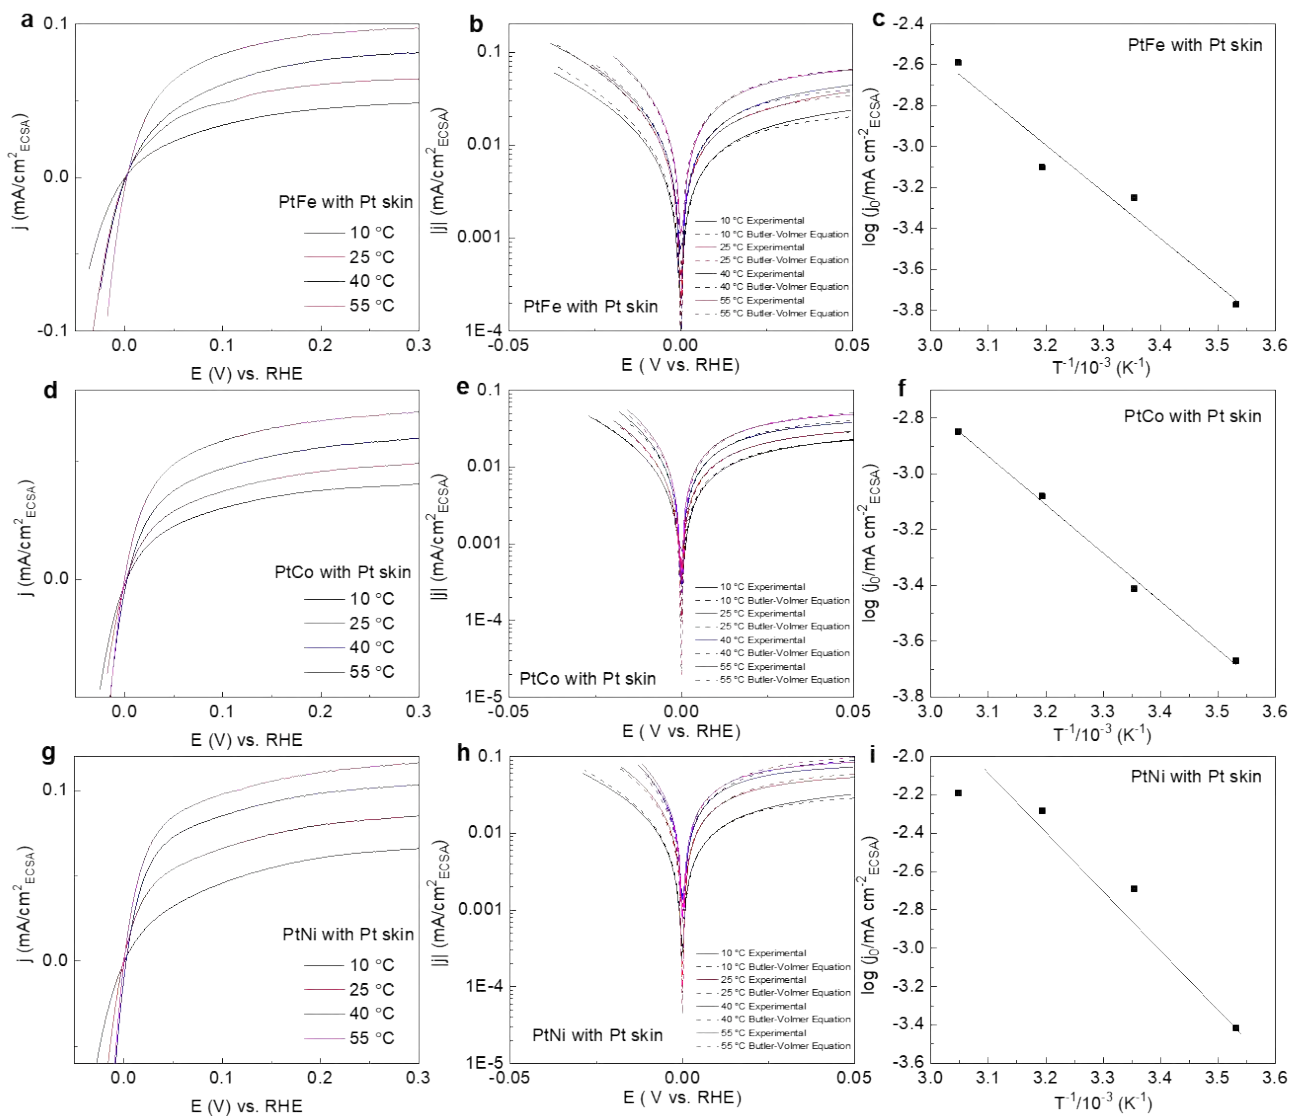 a
0.1
0.0
-0.1
j (mA/cm²ECSA)
PtFe with Pt skin
10 °C
25 °C
40 °C
55 °C
0.0 0.1 0.2 0.3
E (V) vs. RHE
b
0.1
0.01
0.001
1E-4
|j| (mA/cm²ECSA)
10 °C Experimental
10 °C Butler-Volmer Equation
25 °C Experimental
25 °C Butler-Volmer Equation
40 °C Experimental
40 °C Butler-Volmer Equation
55 °C Experimental
55 °C Butler-Volmer Equation
PtFe with Pt skin
-0.05 0.00 0.05
E ( V vs. RHE)
c
-2.4
-2.6
-2.8
-3.0
-3.2
-3.4
-3.6
-3.8
log (j₀/mA cm⁻²ECSA)
PtFe with Pt skin
3.0 3.1 3.2 3.3 3.4 3.5 3.6
T⁻¹/10⁻³ (K⁻¹)
d
0.0
j (mA/cm²ECSA)
PtCo with Pt skin
10 °C
25 °C
40 °C
55 °C
0.0 0.1 0.2 0.3
E (V) vs. RHE
e
0.1
0.01
0.001
1E-4
1E-5
|j| (mA/cm²ECSA)
10 °C Experimental
10 °C Butler-Volmer Equation
25 °C Experimental
25 °C Butler-Volmer Equation
40 °C Experimental
40 °C Butler-Volmer Equation
55 °C Experimental
55 °C Butler-Volmer Equation
PtCo with Pt skin
-0.05 0.00 0.05
E ( V vs. RHE)
f
-2.8
-3.0
-3.2
-3.4
-3.6
-3.8
log (j₀/mA cm⁻²ECSA)
PtCo with Pt skin
3.0 3.1 3.2 3.3 3.4 3.5 3.6
T⁻¹/10⁻³ (K⁻¹)
g
0.1
0.0
j (mA/cm²ECSA)
PtNi with Pt skin
10 °C
25 °C
40 °C
55 °C
0.0 0.1 0.2 0.3
E (V) vs. RHE
h
0.1
0.01
0.001
1E-4
1E-5
|j| (mA/cm²ECSA)
10 °C Experimental
10 °C Butler-Volmer Equation
25 °C Experimental
25 °C Butler-Volmer Equation
40 °C Experimental
40 °C Butler-Volmer Equation
55 °C Experimental
55 °C Butler-Volmer Equation
PtNi with Pt skin
-0.05 0.00 0.05
E ( V vs. RHE)
i
-2.0
-2.2
-2.4
-2.6
-2.8
-3.0
-3.2
-3.4
-3.6
log (j₀/mA cm⁻²ECSA)
PtNi with Pt skin
3.0 3.1 3.2 3.3 3.4 3.5 3.6
T⁻¹/10⁻³ (K⁻¹)